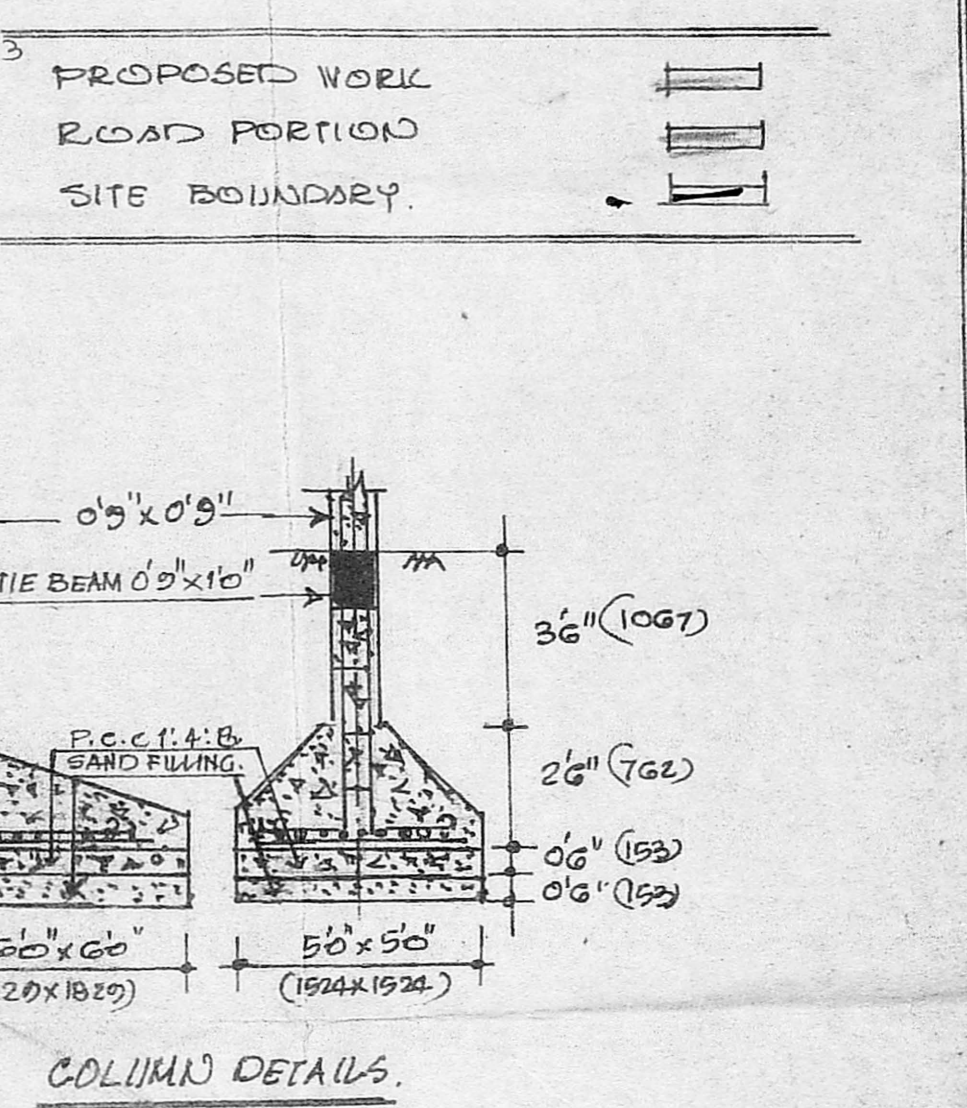 3
PROPOSED WORK
ROAD PORTION
SITE BOUNDARY.
0'9"x0'9"
TIE BEAM 0'9"x1'0"
3'6" (1067)
P.C.C 1:4:8
SAND FILLING.
2'6" (762)
0'6" (153)
0'6" (153)
6'0"x6'0"
5'0"x5'0"
29x1829)
(1524x1524)
COLUMN DETAILS.